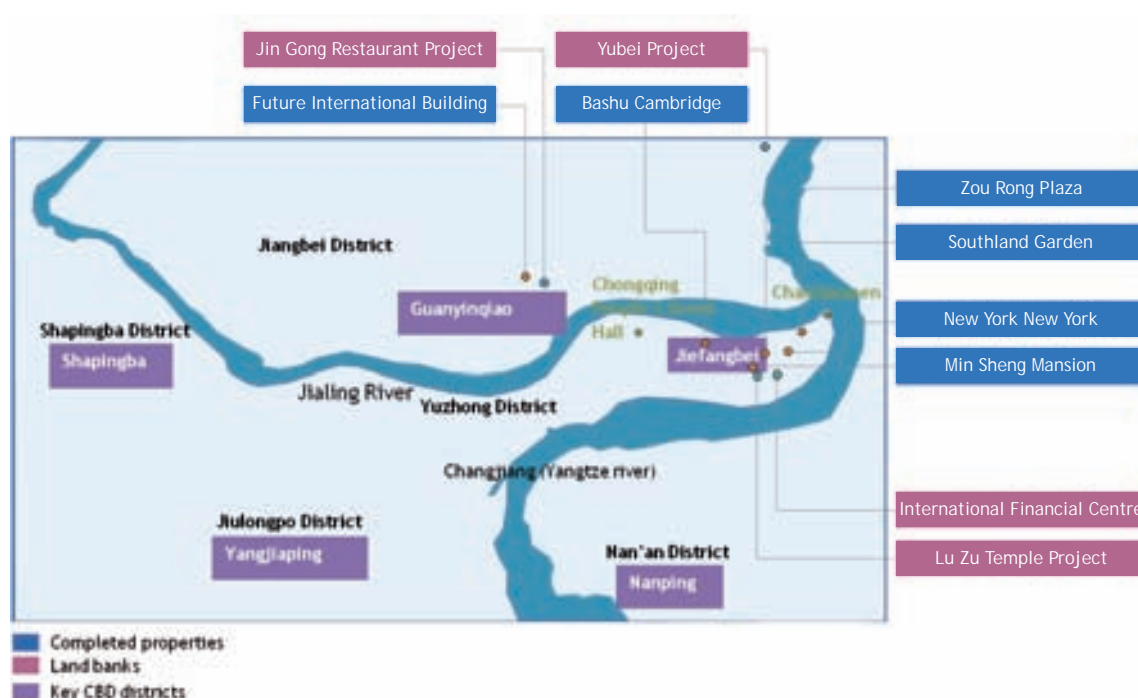 Jin Gong Restaurant Project
Yubei Project
Future International Building
Bashu Cambridge
Zou Rong Plaza
Southland Garden
Jiangbei District
Chongqing
Guanyinqiao
Hall
New York New York
Shapingba District
Shapingba
Jiefangbei
Min Sheng Mansion
Jialing River
Yuzhong District
Changjiang (Yangtze river)
International Financial Centre
Jiulongpo District
Yangjiaping
Nan'an District
Nanping
Lu Zu Temple Project
Completed properties
Land banks
Key CBD districts